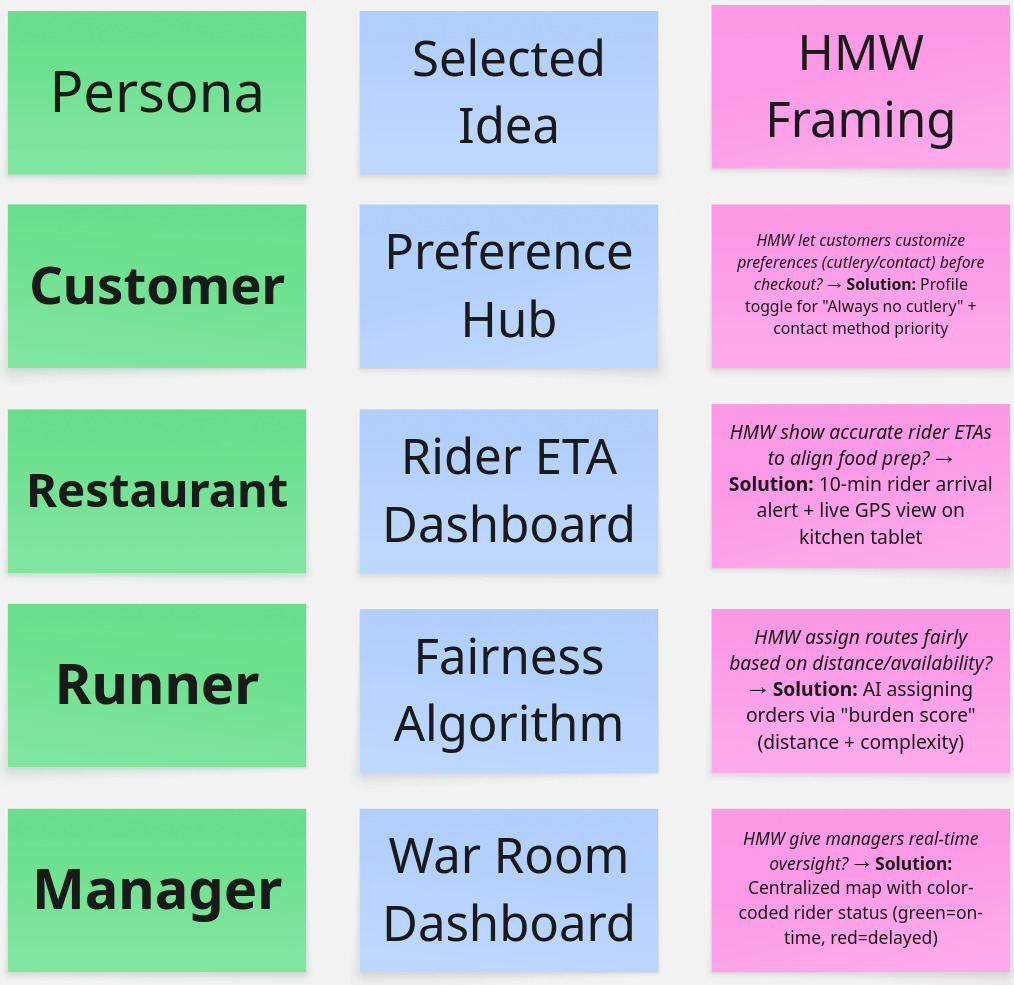 Persona
Selected
Idea
HMW
Framing
Customer
Preference
Hub
HMW let customers customize
preferences (cutlery/contact) before
checkout? → Solution: Profile
toggle for "Always no cutlery" +
contact method priority
Restaurant
Rider ETA
Dashboard
HMW show accurate rider ETAs
to align food prep? →
Solution: 10-min rider arrival
alert + live GPS view on
kitchen tablet
Runner
Fairness
Algorithm
HMW assign routes fairly
based on distance/availability?
→ Solution: AI assigning
orders via "burden score"
(distance + complexity)
Manager
War Room
Dashboard
HMW give managers real-time
oversight? → Solution:
Centralized map with color-
coded rider status (green=on-
time, red=delayed)